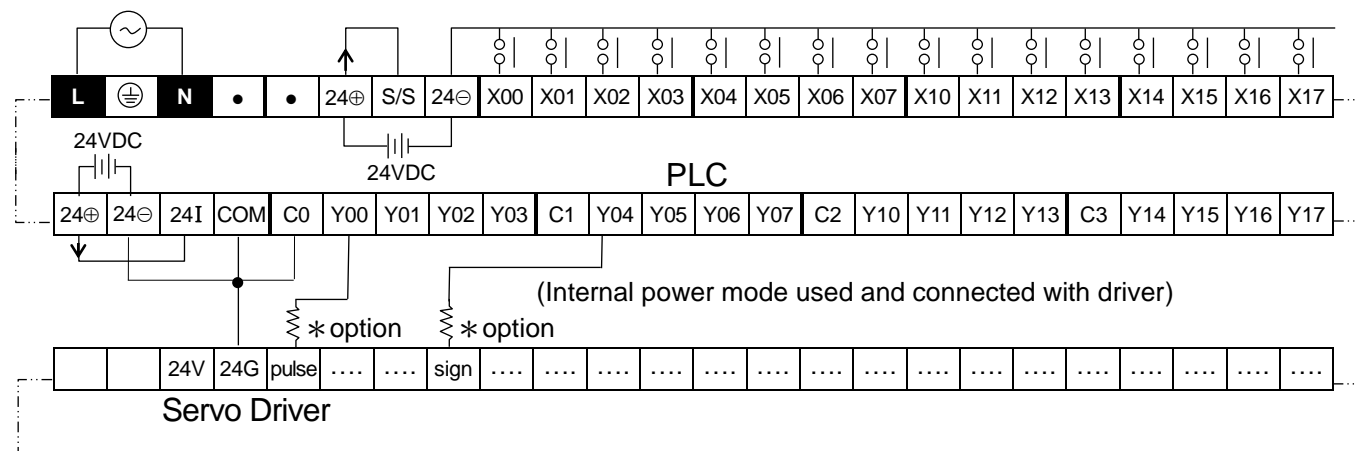 L N • • 24⊕ S/S 24⊖ X00 X01 X02 X03 X04 X05 X06 X07 X10 X11 X12 X13 X14 X15 X16 X17
24VDC
24VDC
PLC
24⊕ 24⊖ 24I COM C0 Y00 Y01 Y02 Y03 C1 Y04 Y05 Y06 Y07 C2 Y10 Y11 Y12 Y13 C3 Y14 Y15 Y16 Y17
(Internal power mode used and connected with driver)
*option *option
24V 24G pulse .... .... sign .... .... .... .... .... .... .... .... .... .... .... .... .... .... .... ....
Servo Driver